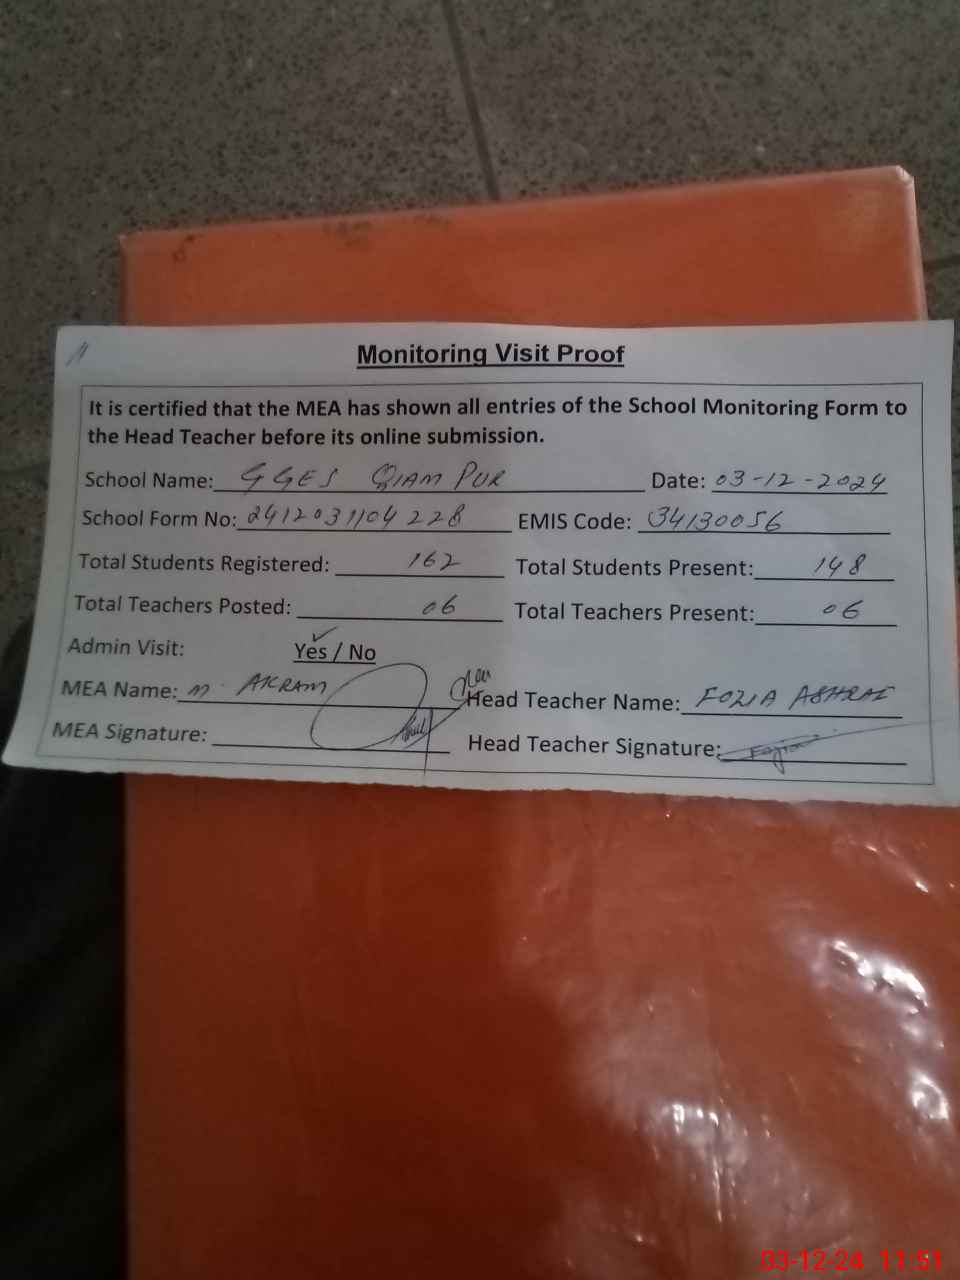 Monitoring Visit Proof
It is certified that the MEA has shown all entries of the School Monitoring Form to
the Head Teacher before its online submission.
School Name: GGES QIAM PUR Date: 03-12-2024
School Form No: 2412031104228 EMIS Code: 34130056
Total Students Registered: 162 Total Students Present: 148
Total Teachers Posted: 06 Total Teachers Present: 06
Admin Visit: Yes / No
MEA Name: M. AKRAM Head Teacher Name: FOZIA ASHRAF
MEA Signature: Head Teacher Signature: Fozia
03-12-24 11:51